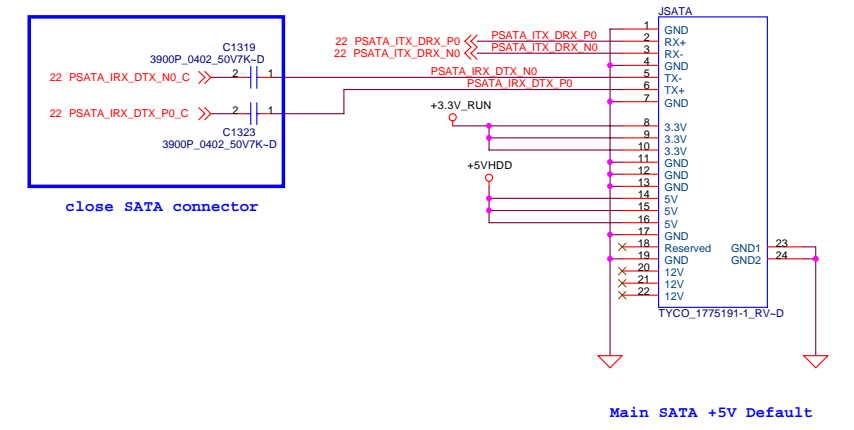 JSATA
C1319
3900P_0402_50V7K~D
22 PSATA_IRX_DTX_N0_C 2 1
22 PSATA_IRX_DTX_P0_C 2 1
C1323
3900P_0402_50V7K~D
close SATA connector
22 PSATA_ITX_DRX_P0 PSATA_ITX_DRX_P0
22 PSATA_ITX_DRX_N0 PSATA_ITX_DRX_N0
PSATA_IRX_DTX_N0
PSATA_IRX_DTX_P0
+3.3V_RUN
+5VHDD
1 GND
2 RX+
3 RX-
4 GND
5 TX-
6 TX+
7 GND
8 3.3V
9 3.3V
10 3.3V
11 GND
12 GND
13 GND
14 5V
15 5V
16 5V
17 GND
18 Reserved GND1 23
19 GND GND2 24
20 12V
21 12V
22 12V
TYCO_1775191-1_RV~D
Main SATA +5V Default